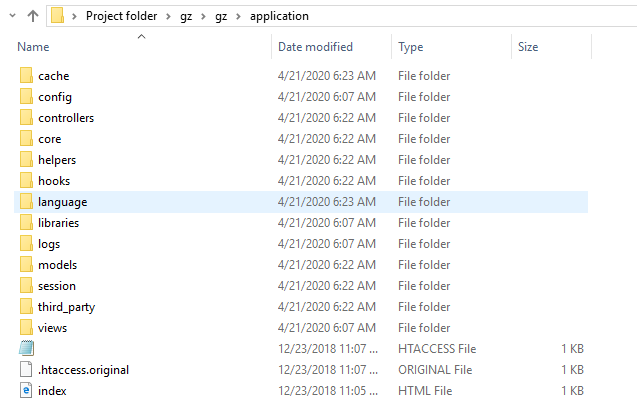 Project folder > gz > gz > application
Name Date modified Type Size
cache 4/21/2020 6:23 AM File folder
config 4/21/2020 6:07 AM File folder
controllers 4/21/2020 6:22 AM File folder
core 4/21/2020 6:22 AM File folder
helpers 4/21/2020 6:22 AM File folder
hooks 4/21/2020 6:22 AM File folder
language 4/21/2020 6:23 AM File folder
libraries 4/21/2020 6:07 AM File folder
logs 4/21/2020 6:07 AM File folder
models 4/21/2020 6:22 AM File folder
session 4/21/2020 6:22 AM File folder
third_party 4/21/2020 6:22 AM File folder
views 4/21/2020 6:07 AM File folder
12/23/2018 11:07 ... HTACCESS File 1 KB
.htaccess.original 12/23/2018 11:07 ... ORIGINAL File 1 KB
index 12/23/2018 11:05 ... HTML File 1 KB